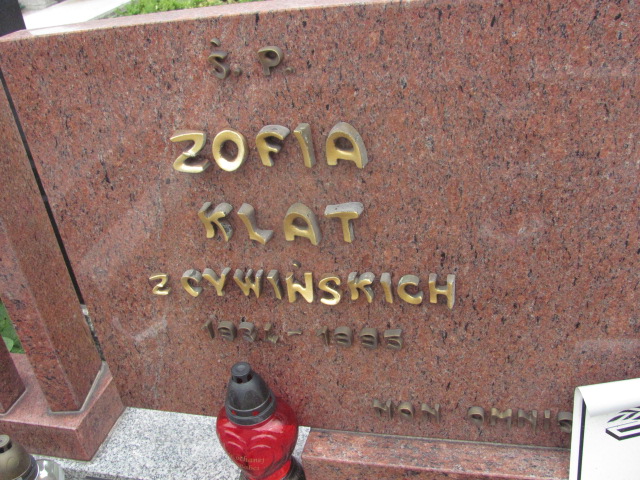 Ś. P.
ZOFIA
KLAT
Z CYWIŃSKICH
NON OMNIS